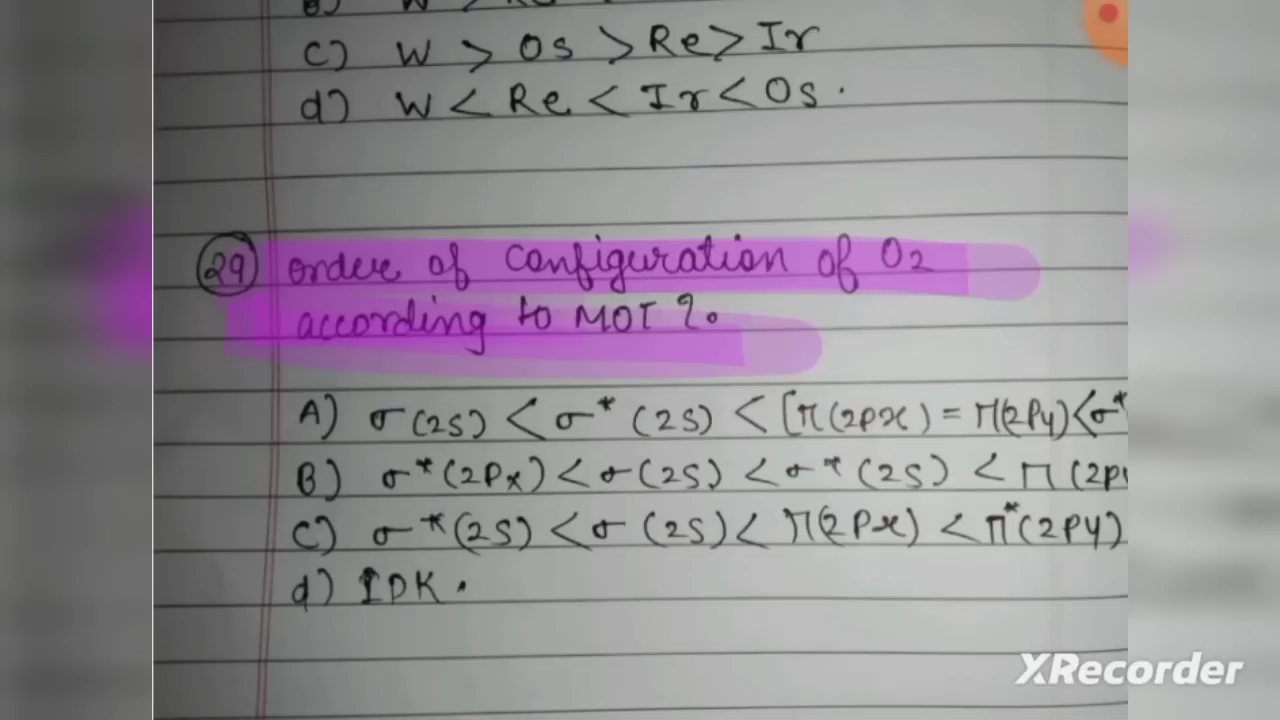 C) W > Os > Re > Ir
d) W < Re < Ir < Os.
29 order of configuration of O2
according to MOT ?
A) σ(2S) < σ* (2S) < [π(2px) = π(2Py) < σ*
B) σ*(2Px) < σ(2S) < σ*(2S) < π (2p
C) σ*(2S) < σ (2S) < π(2Px) < π*(2PY)
d) IDK.
XRecorder